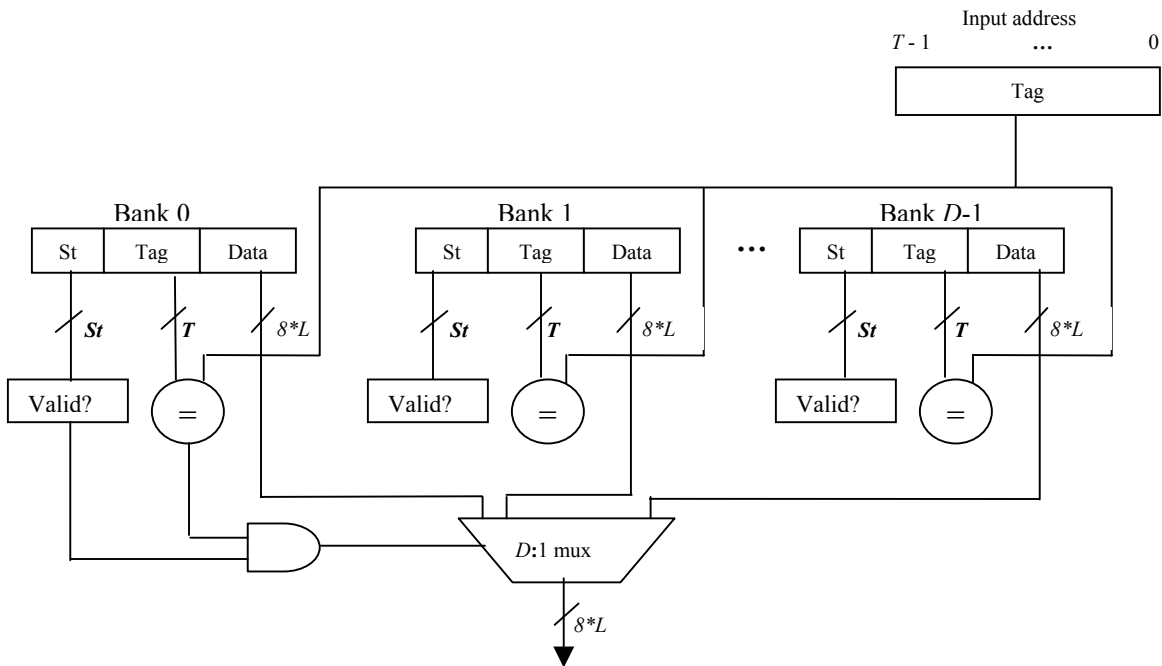 Input address
T - 1 ... 0
Tag
Bank 0 Bank 1 Bank D-1
St Tag Data St Tag Data ... St Tag Data
St T 8*L St T 8*L St T 8*L
Valid? = Valid? = Valid? =
D:1 mux
8*L